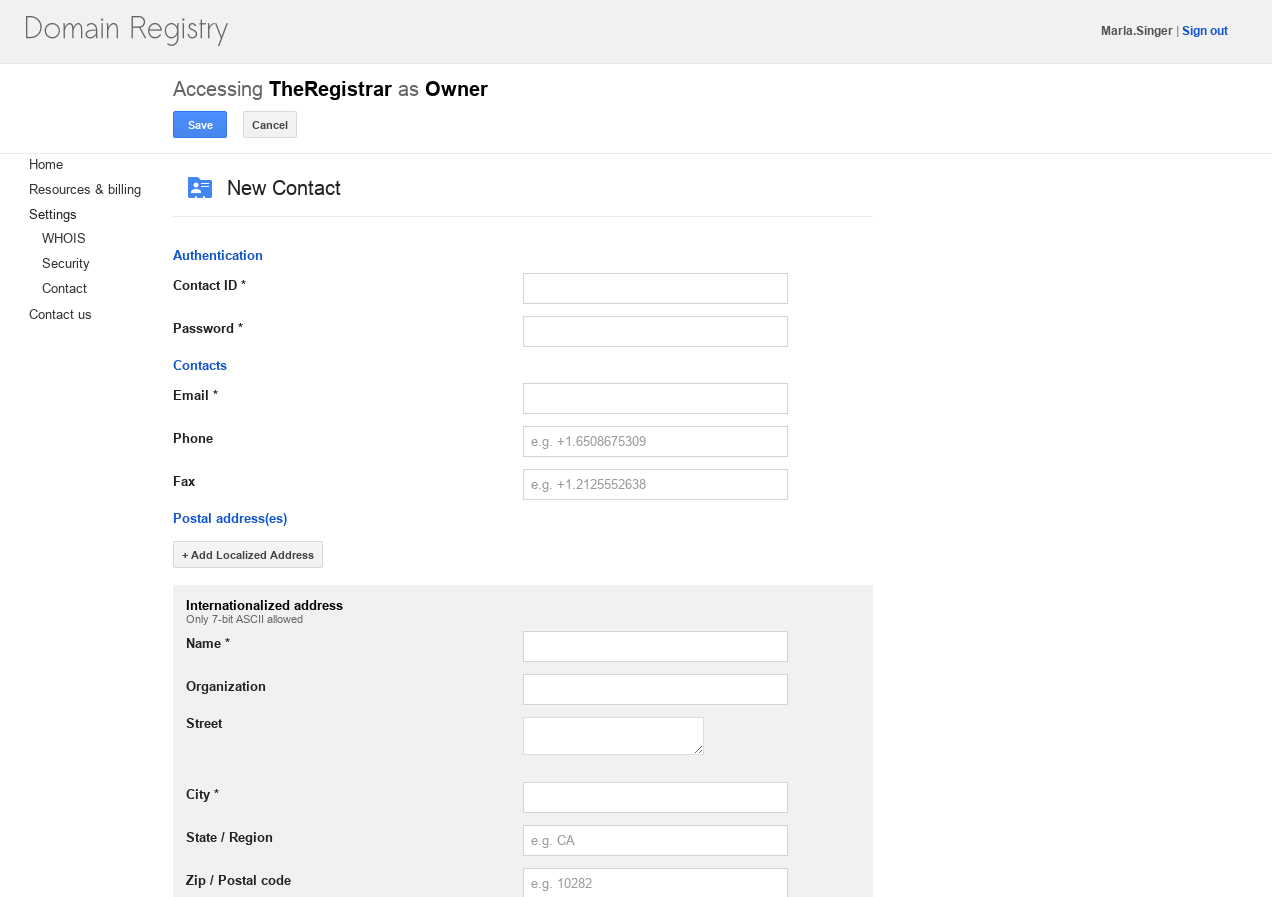 Domain Registry
Marla.Singer | Sign out
Accessing TheRegistrar as Owner
Save
Cancel
Home
Resources & billing
Settings
WHOIS
Security
Contact
Contact us
New Contact
Authentication
Contact ID *
Password *
Contacts
Email *
Phone
e.g. +1.6508675309
Fax
e.g. +1.2125552638
Postal address(es)
+ Add Localized Address
Internationalized address
Only 7-bit ASCII allowed
Name *
Organization
Street
City *
State / Region
e.g. CA
Zip / Postal code
e.g. 10282